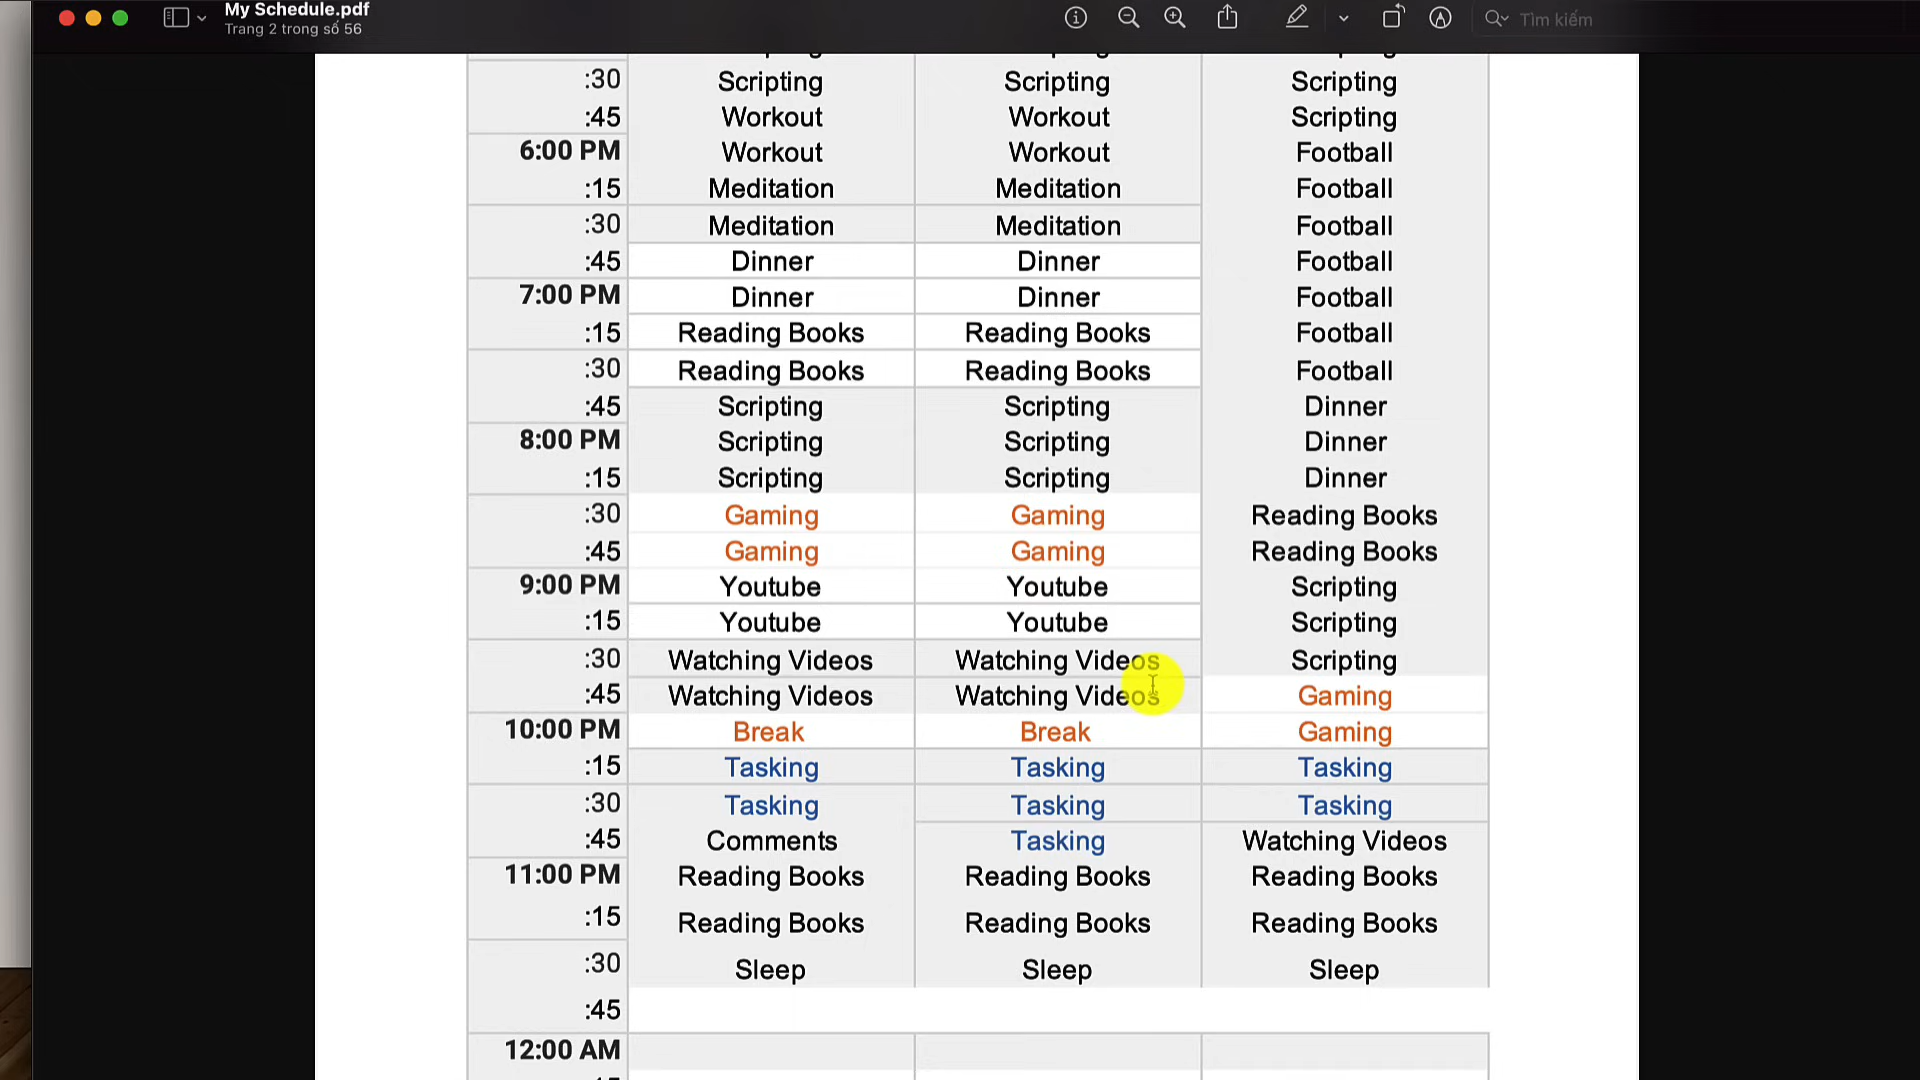 My Schedule.pdf
Trang 2 trong số 56
Tìm kiếm
:30 Scripting Scripting Scripting
:45 Workout Workout Scripting
6:00 PM Workout Workout Football
:15 Meditation Meditation Football
:30 Meditation Meditation Football
:45 Dinner Dinner Football
7:00 PM Dinner Dinner Football
:15 Reading Books Reading Books Football
:30 Reading Books Reading Books Football
:45 Scripting Scripting Dinner
8:00 PM Scripting Scripting Dinner
:15 Scripting Scripting Dinner
:30 Gaming Gaming Reading Books
:45 Gaming Gaming Reading Books
9:00 PM Youtube Youtube Scripting
:15 Youtube Youtube Scripting
:30 Watching Videos Watching Videos Scripting
:45 Watching Videos Watching Videos Gaming
10:00 PM Break Break Gaming
:15 Tasking Tasking Tasking
:30 Tasking Tasking Tasking
:45 Comments Tasking Watching Videos
11:00 PM Reading Books Reading Books Reading Books
:15 Reading Books Reading Books Reading Books
:30 Sleep Sleep Sleep
:45
12:00 AM